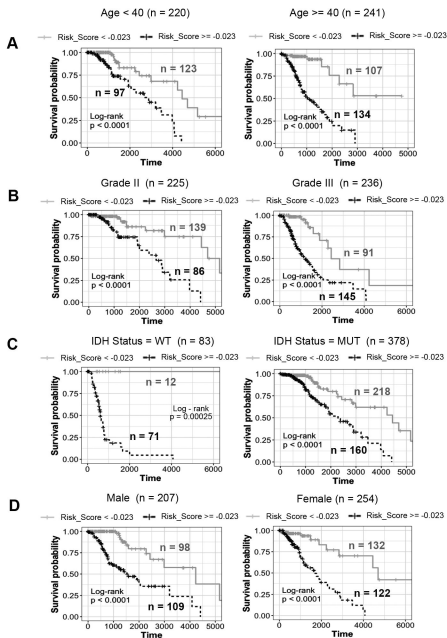 Age < 40 (n = 220)
Age >= 40 (n = 241)
A
Risk_Score < -0.023
Risk_Score >= -0.023
Risk_Score < -0.023
Risk_Score >= -0.023
Survival probability
1.00
0.75
0.50
0.25
0.00
n = 123
n = 97
Log-rank
p < 0.0001
0 1000 2000 3000 4000 5000
Time
Survival probability
1.00
0.75
0.50
0.25
0.00
n = 107
n = 134
Log-rank
p < 0.0001
0 1000 2000 3000 4000 5000 6000
Time
Grade II (n = 225)
Grade III (n = 236)
B
Risk_Score < -0.023
Risk_Score >= -0.023
Risk_Score < -0.023
Risk_Score >= -0.023
Survival probability
1.00
0.75
0.50
0.25
0.00
n = 139
n = 86
Log-rank
p < 0.0001
0 1000 2000 3000 4000 5000
Time
Survival probability
1.00
0.75
0.50
0.25
0.00
n = 91
n = 145
Log-rank
p < 0.0001
0 1000 2000 3000 4000 5000 6000
Time
IDH Status = WT (n = 83)
IDH Status = MUT (n = 378)
C
Risk_Score < -0.023
Risk_Score >= -0.023
Risk_Score < -0.023
Risk_Score >= -0.023
Survival probability
1.00
0.75
0.50
0.25
0.00
n = 12
n = 71
Log - rank
p = 0.00025
0 2000 4000 6000
Time
Survival probability
1.00
0.75
0.50
0.25
0.00
n = 218
n = 160
Log-rank
p < 0.0001
0 1000 2000 3000 4000 5000
Time
Male (n = 207)
Female (n = 254)
D
Risk_Score < -0.023
Risk_Score >= -0.023
Risk_Score < -0.023
Risk_Score >= -0.023
Survival probability
1.00
0.75
0.50
0.25
0.00
n = 98
n = 109
Log-rank
p < 0.0001
0 1000 2000 3000 4000 5000
Time
Survival probability
1.00
0.75
0.50
0.25
0.00
n = 132
n = 122
Log-rank
p < 0.0001
0 1000 2000 3000 4000 5000 6000
Time